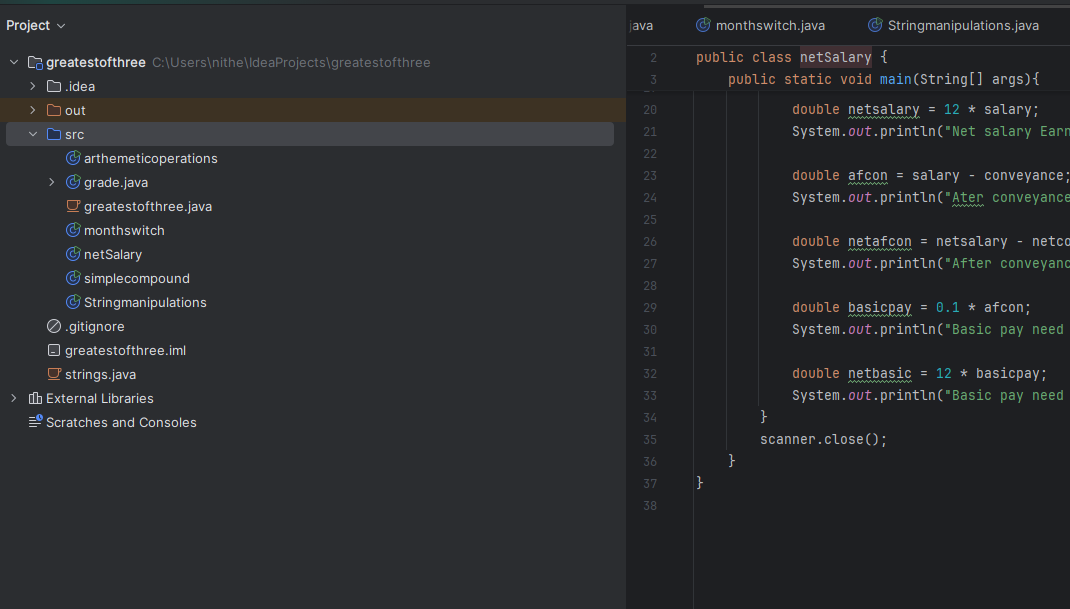 Project
greatestofthree C:\Users\nithe\IdeaProjects\greatestofthree
.idea
out
src
arthemeticoperations
grade.java
greatestofthree.java
monthswitch
netSalary
simplecompound
Stringmanipulations
.gitignore
greatestofthree.iml
strings.java
External Libraries
Scratches and Consoles
java monthswitch.java Stringmanipulations.java
2 public class netSalary {
3 public static void main(String[] args){
20 double netsalary = 12 * salary;
21 System.out.println("Net salary Earn
22
23 double afcon = salary - conveyance;
24 System.out.println("Ater conveyance
25
26 double netafcon = netsalary - netco
27 System.out.println("After conveyanc
28
29 double basicpay = 0.1 * afcon;
30 System.out.println("Basic pay need
31
32 double netbasic = 12 * basicpay;
33 System.out.println("Basic pay need
34 }
35 scanner.close();
36 }
37 }
38